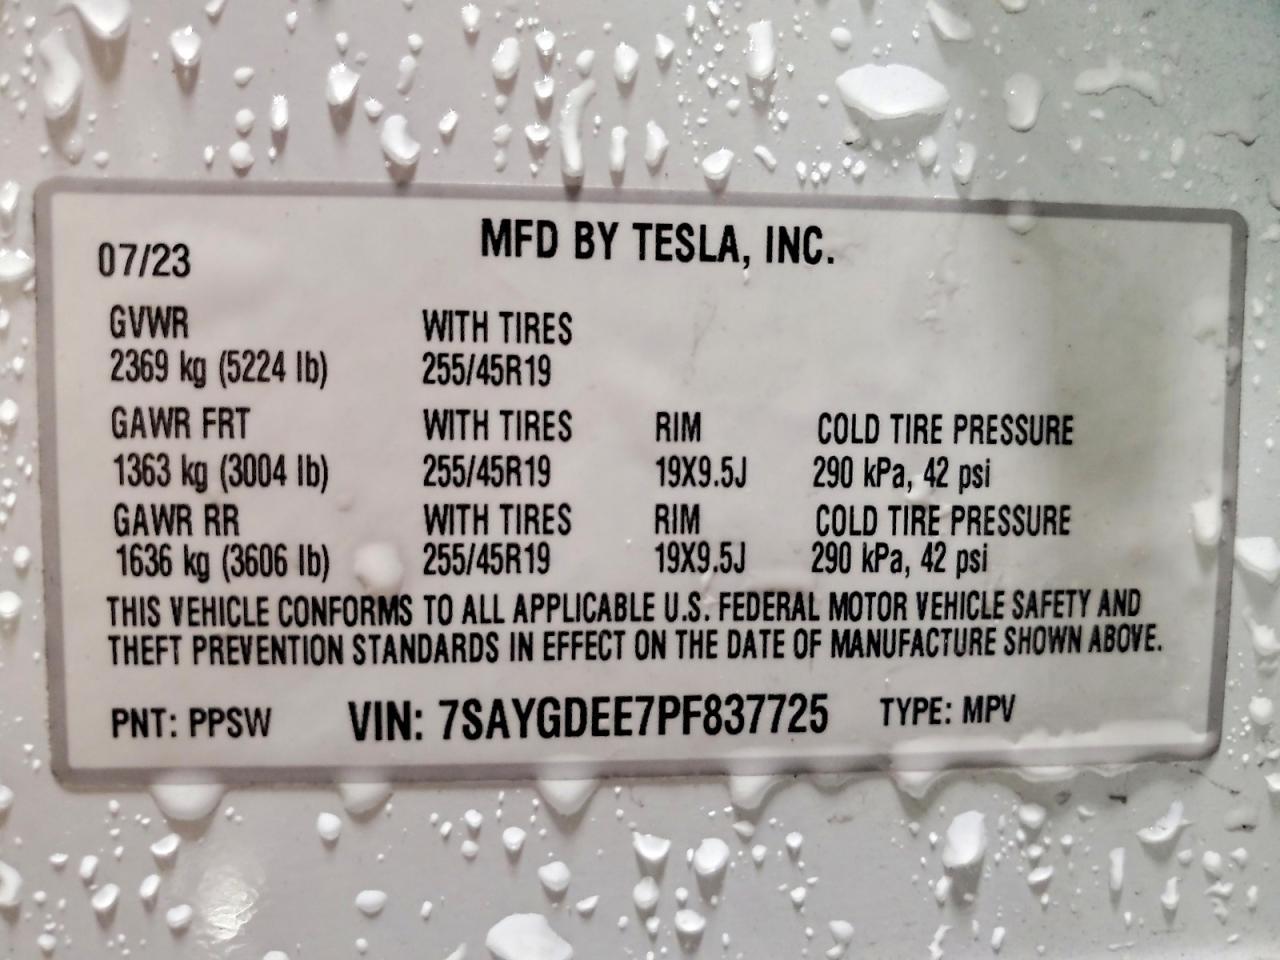 MFD BY TESLA, INC.
07/23
GVWR WITH TIRES
2369 kg (5224 lb) 255/45R19
GAWR FRT WITH TIRES RIM COLD TIRE PRESSURE
1363 kg (3004 lb) 255/45R19 19X9.5J 290 kPa, 42 psi
GAWR RR WITH TIRES RIM COLD TIRE PRESSURE
1636 kg (3606 lb) 255/45R19 19X9.5J 290 kPa, 42 psi
THIS VEHICLE CONFORMS TO ALL APPLICABLE U.S. FEDERAL MOTOR VEHICLE SAFETY AND
THEFT PREVENTION STANDARDS IN EFFECT ON THE DATE OF MANUFACTURE SHOWN ABOVE.
PNT: PPSW VIN: 7SAYGDEE7PF837725 TYPE: MPV